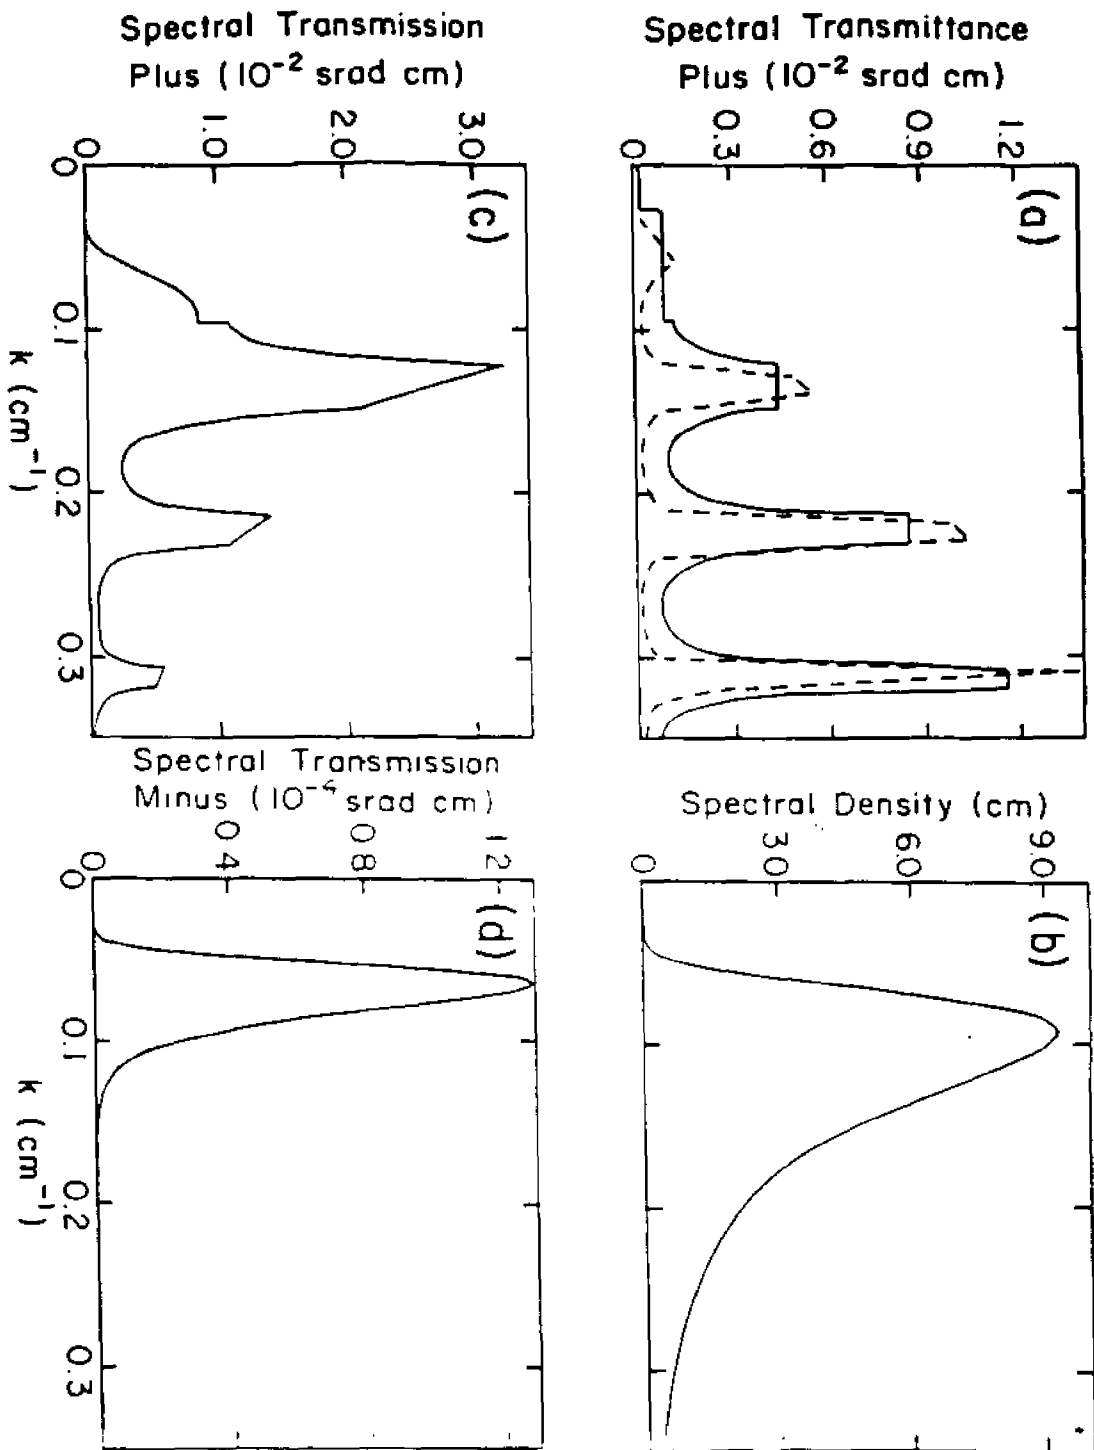 Spectral Transmittance
Plus (10⁻² srad cm)
0
0.3
0.6
0.9
1.2
(a)
Spectral Density (cm)
0
3.0
6.0
9.0
(b)
Spectral Transmission
Plus (10⁻² srad cm)
0
1.0
2.0
3.0
(c)
0
0.1
0.2
0.3
k (cm⁻¹)
Spectral Transmission
Minus (10⁻⁴ srad cm)
0
0.4
0.8
1.2
(d)
0
0.1
0.2
0.3
k (cm⁻¹)